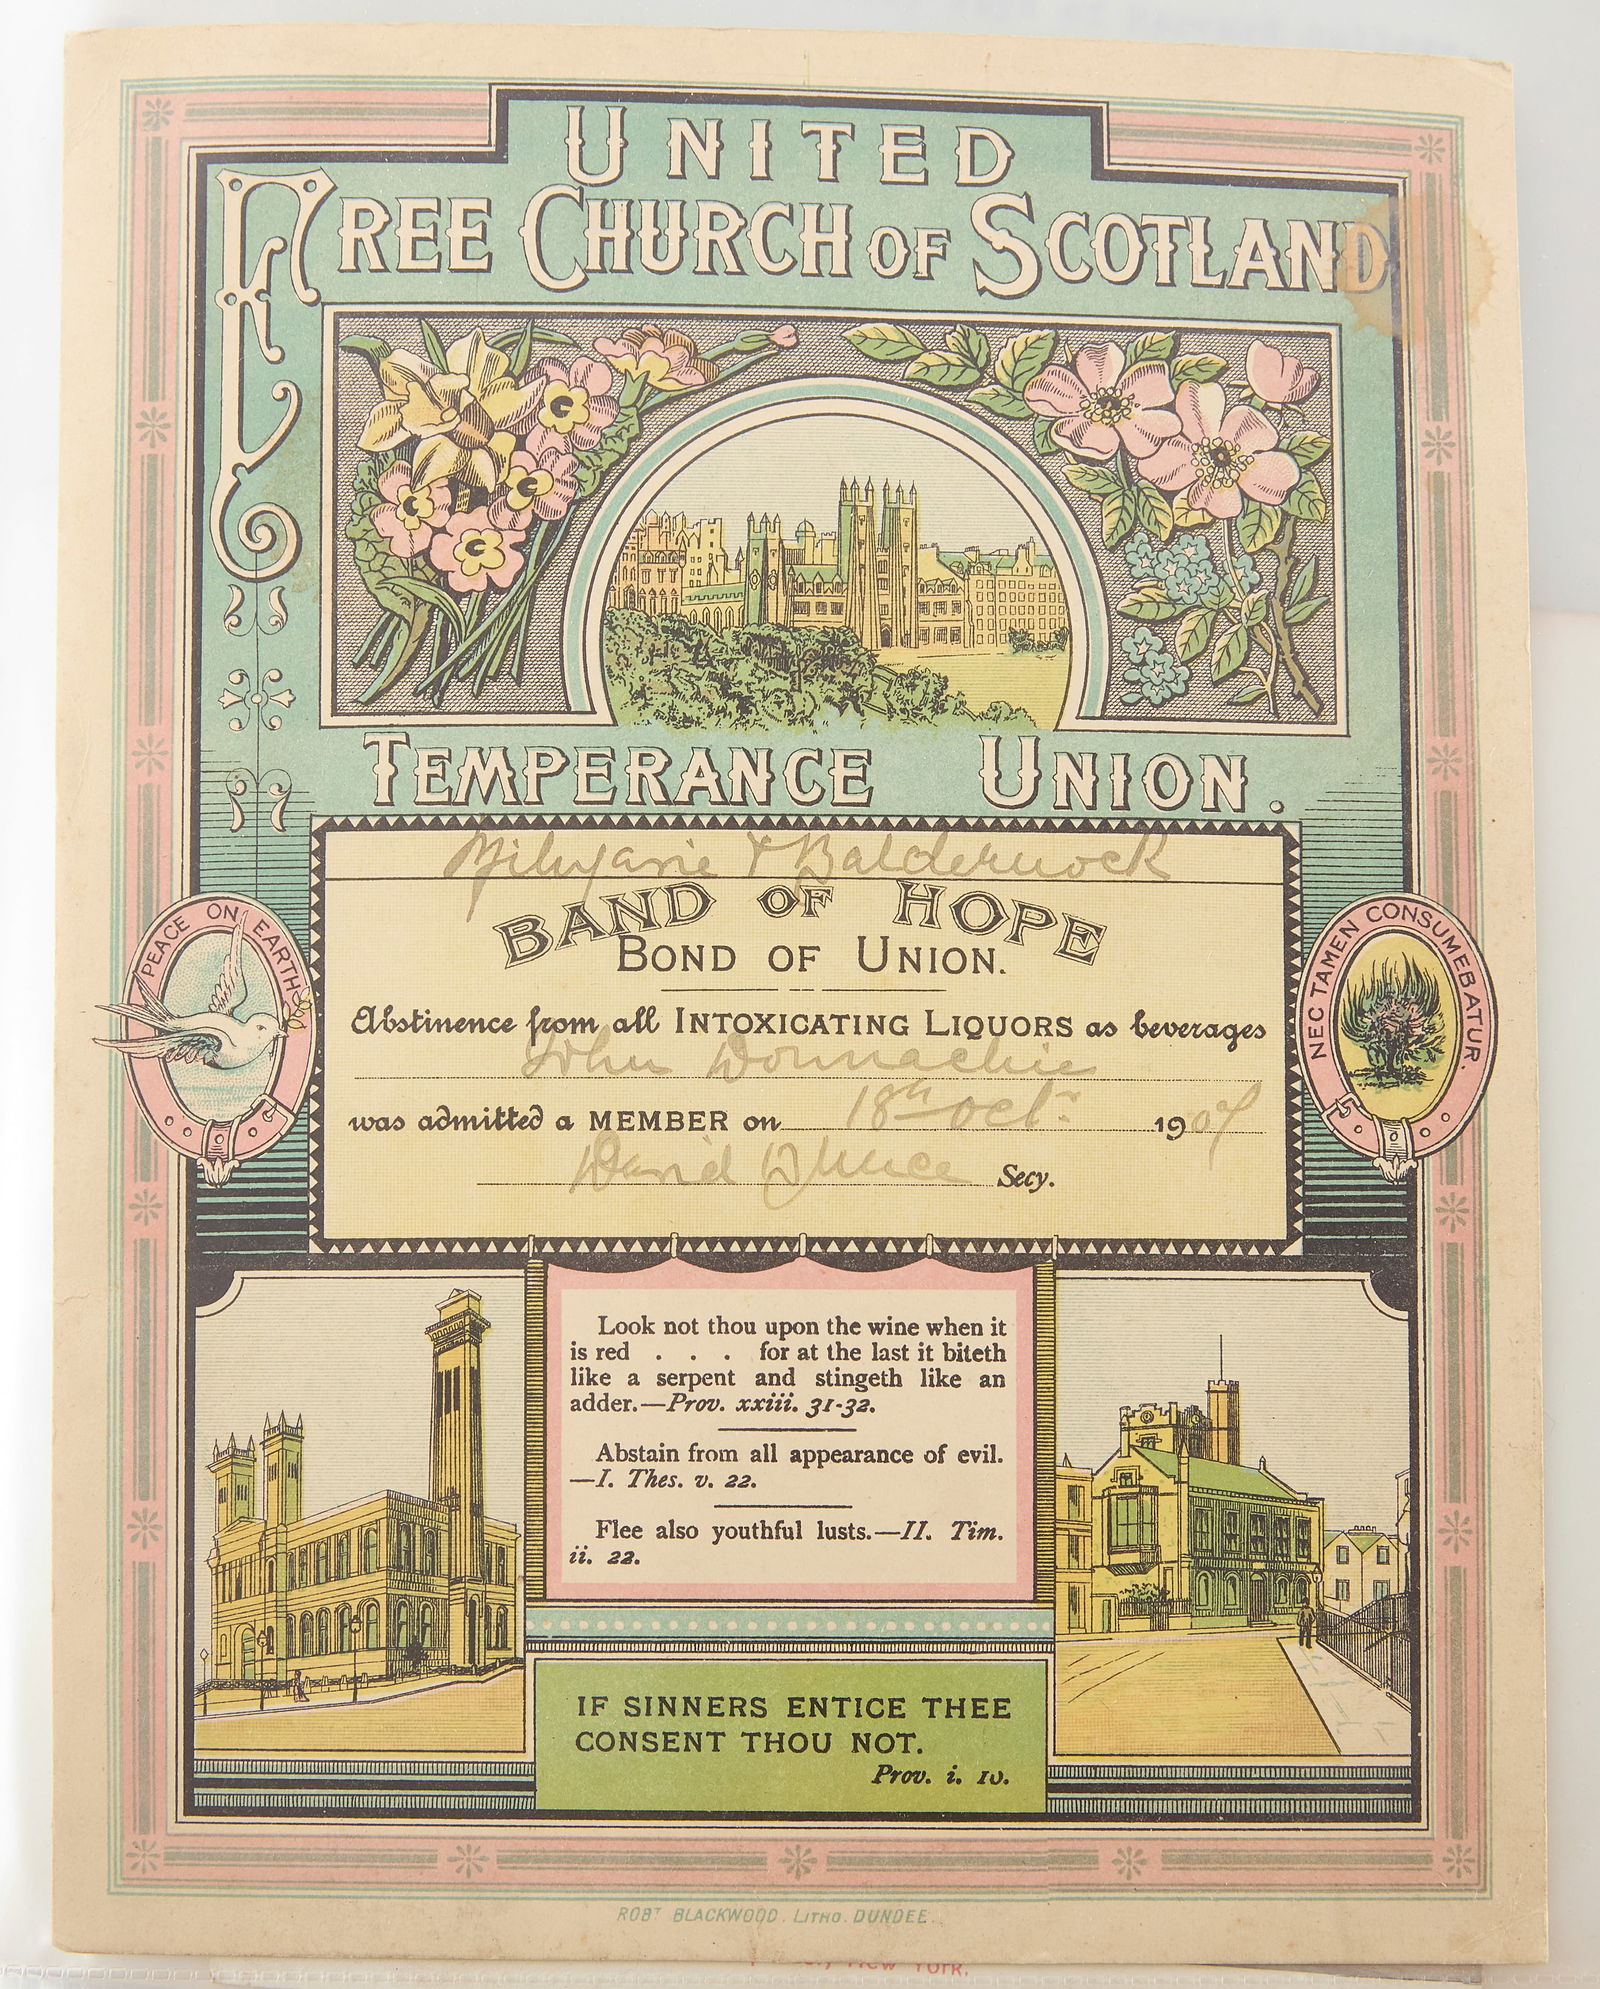 UNITED
FREE CHURCH OF SCOTLAND
TEMPERANCE UNION.
Milngavie & Baldernock
BAND OF HOPE
BOND OF UNION.
Abstinence from all INTOXICATING LIQUORS as beverages
John Donnachie
was admitted a MEMBER on 18th Octr 1907
David Secy.
PEACE ON EARTH
NEC TAMEN CONSUMEBATUR.
Look not thou upon the wine when it
is red . . . for at the last it biteth
like a serpent and stingeth like an
adder.—Prov. xxiii. 31-32.
Abstain from all appearance of evil.
—I. Thes. v. 22.
Flee also youthful lusts.—II. Tim.
ii. 22.
IF SINNERS ENTICE THEE
CONSENT THOU NOT.
Prov. i. 10.
ROBT BLACKWOOD. LITHO. DUNDEE.
New York.